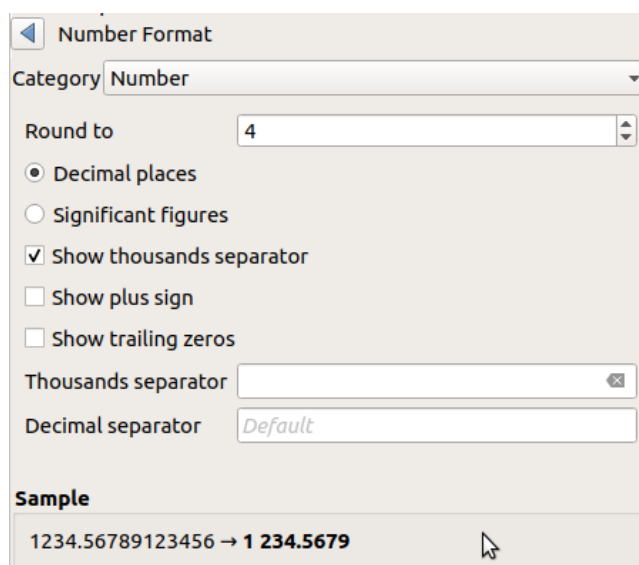 Number Format
Category Number
Round to 4
Decimal places
Significant figures
Show thousands separator
Show plus sign
Show trailing zeros
Thousands separator
Decimal separator Default
Sample
1234.56789123456 → 1 234.5679